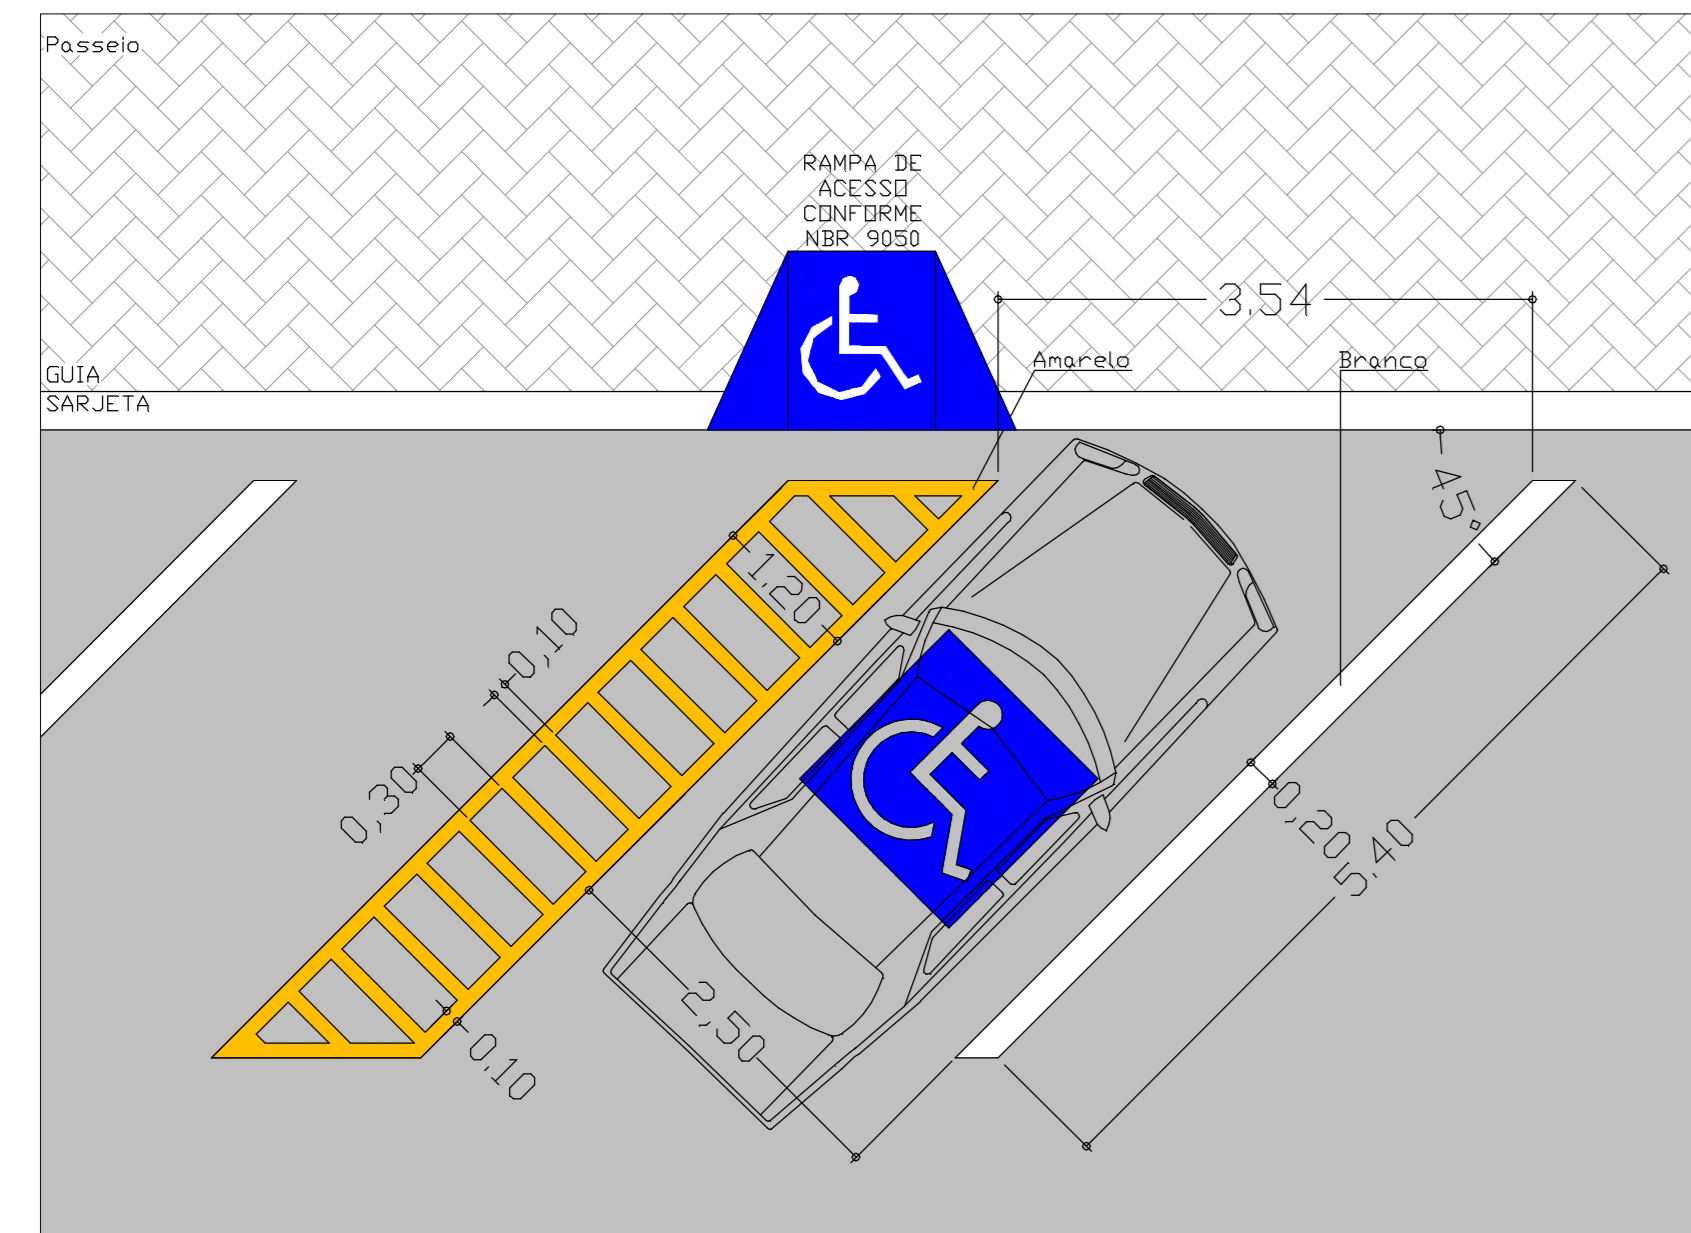 Passeio
RAMPA DE
ACESSO
CONFORME
NBR 9050
3,54
GUIA
Amarelo
Branco
SARJETA
45°
1,20
0,10
0,30
0,20
5,40
2,50
0,10